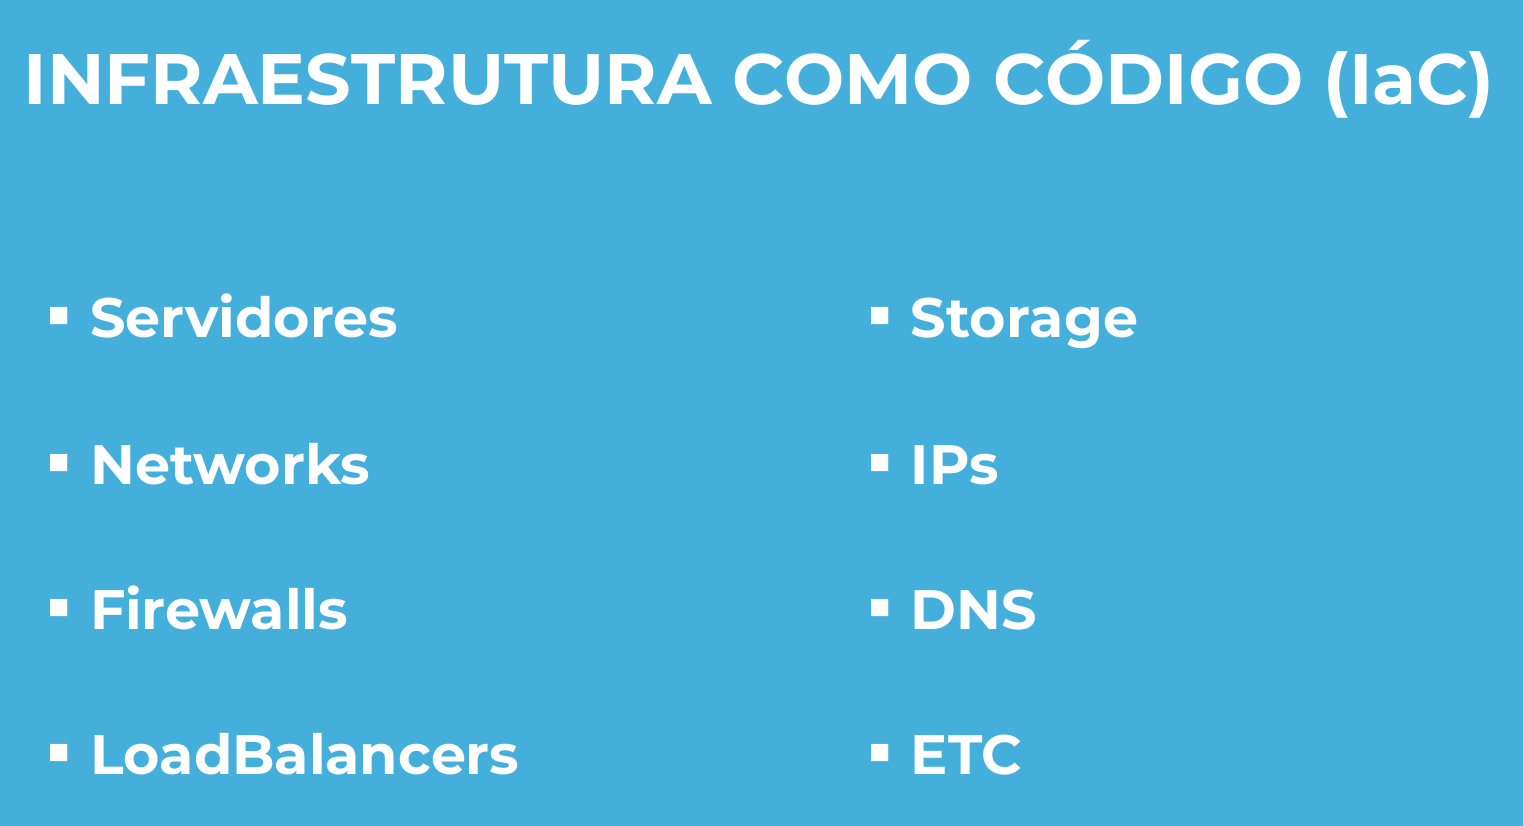 INFRAESTRUTURA COMO CÓDIGO (IaC)
▪ Servidores
▪ Networks
▪ Firewalls
▪ LoadBalancers
▪ Storage
▪ IPs
▪ DNS
▪ ETC